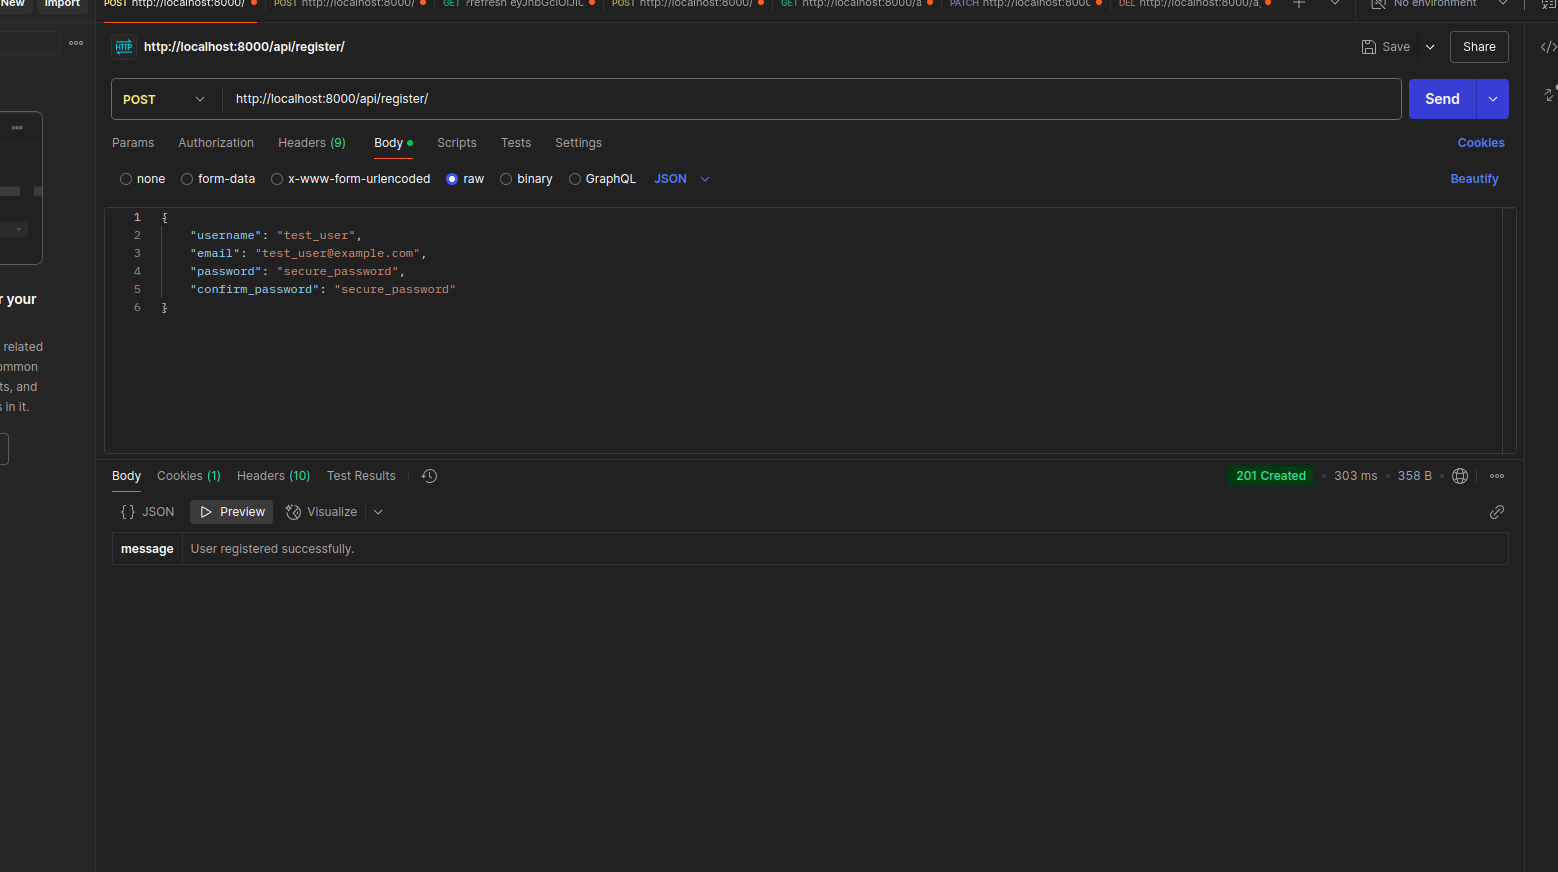 New Import POST http://localhost:8000/ POST http://localhost:8000/ GET POST http://localhost:8000/ GET http://localhost:8000/a PATCH http://localhost:8000 DEL http://localhost:8000/a, No environment
http://localhost:8000/api/register/ Save Share
POST http://localhost:8000/api/register/ Send
Params Authorization Headers (9) Body Scripts Tests Settings Cookies
none form-data x-www-form-urlencoded raw binary GraphQL JSON Beautify
1 {
2 "username": "test_user",
3 "email": "test_user@example.com",
4 "password": "secure_password",
5 "confirm_password": "secure_password"
6 }
r your
related
ommon
ts, and
s in it.
Body Cookies (1) Headers (10) Test Results 201 Created • 303 ms • 358 B •
{} JSON Preview Visualize
message User registered successfully.